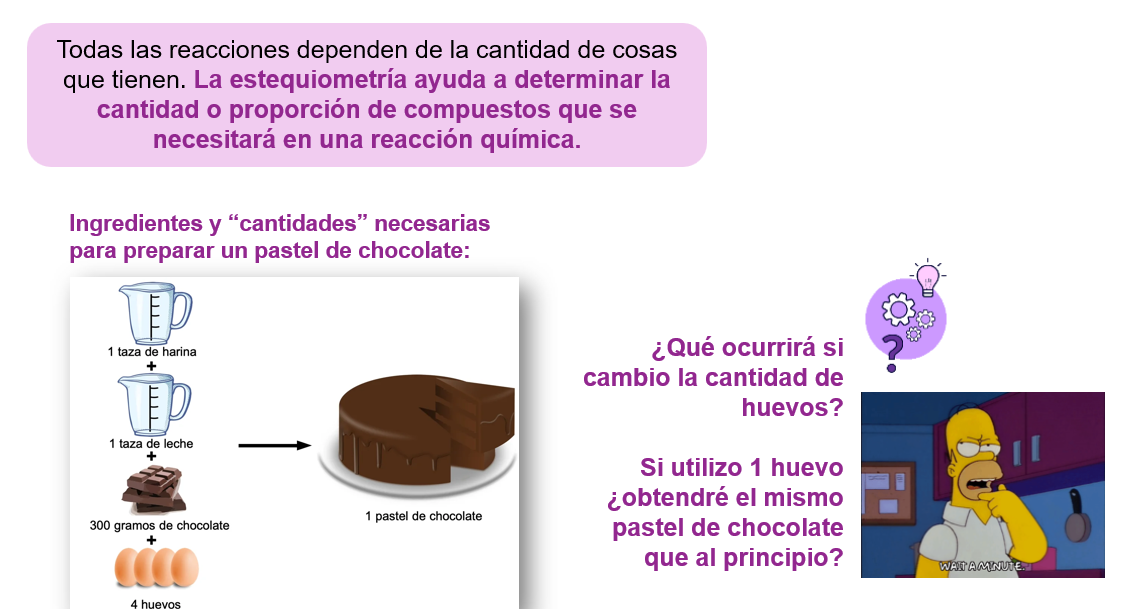 Todas las reacciones dependen de la cantidad de cosas
que tienen. La estequiometría ayuda a determinar la
cantidad o proporción de compuestos que se
necesitará en una reacción química.
Ingredientes y “cantidades” necesarias
para preparar un pastel de chocolate:
1 taza de harina
+
1 taza de leche
+
300 gramos de chocolate
+
4 huevos
1 pastel de chocolate
¿Qué ocurrirá si
cambio la cantidad de
huevos?
Si utilizo 1 huevo
¿obtendré el mismo
pastel de chocolate
que al principio?
?
WAIT A MINUTE.